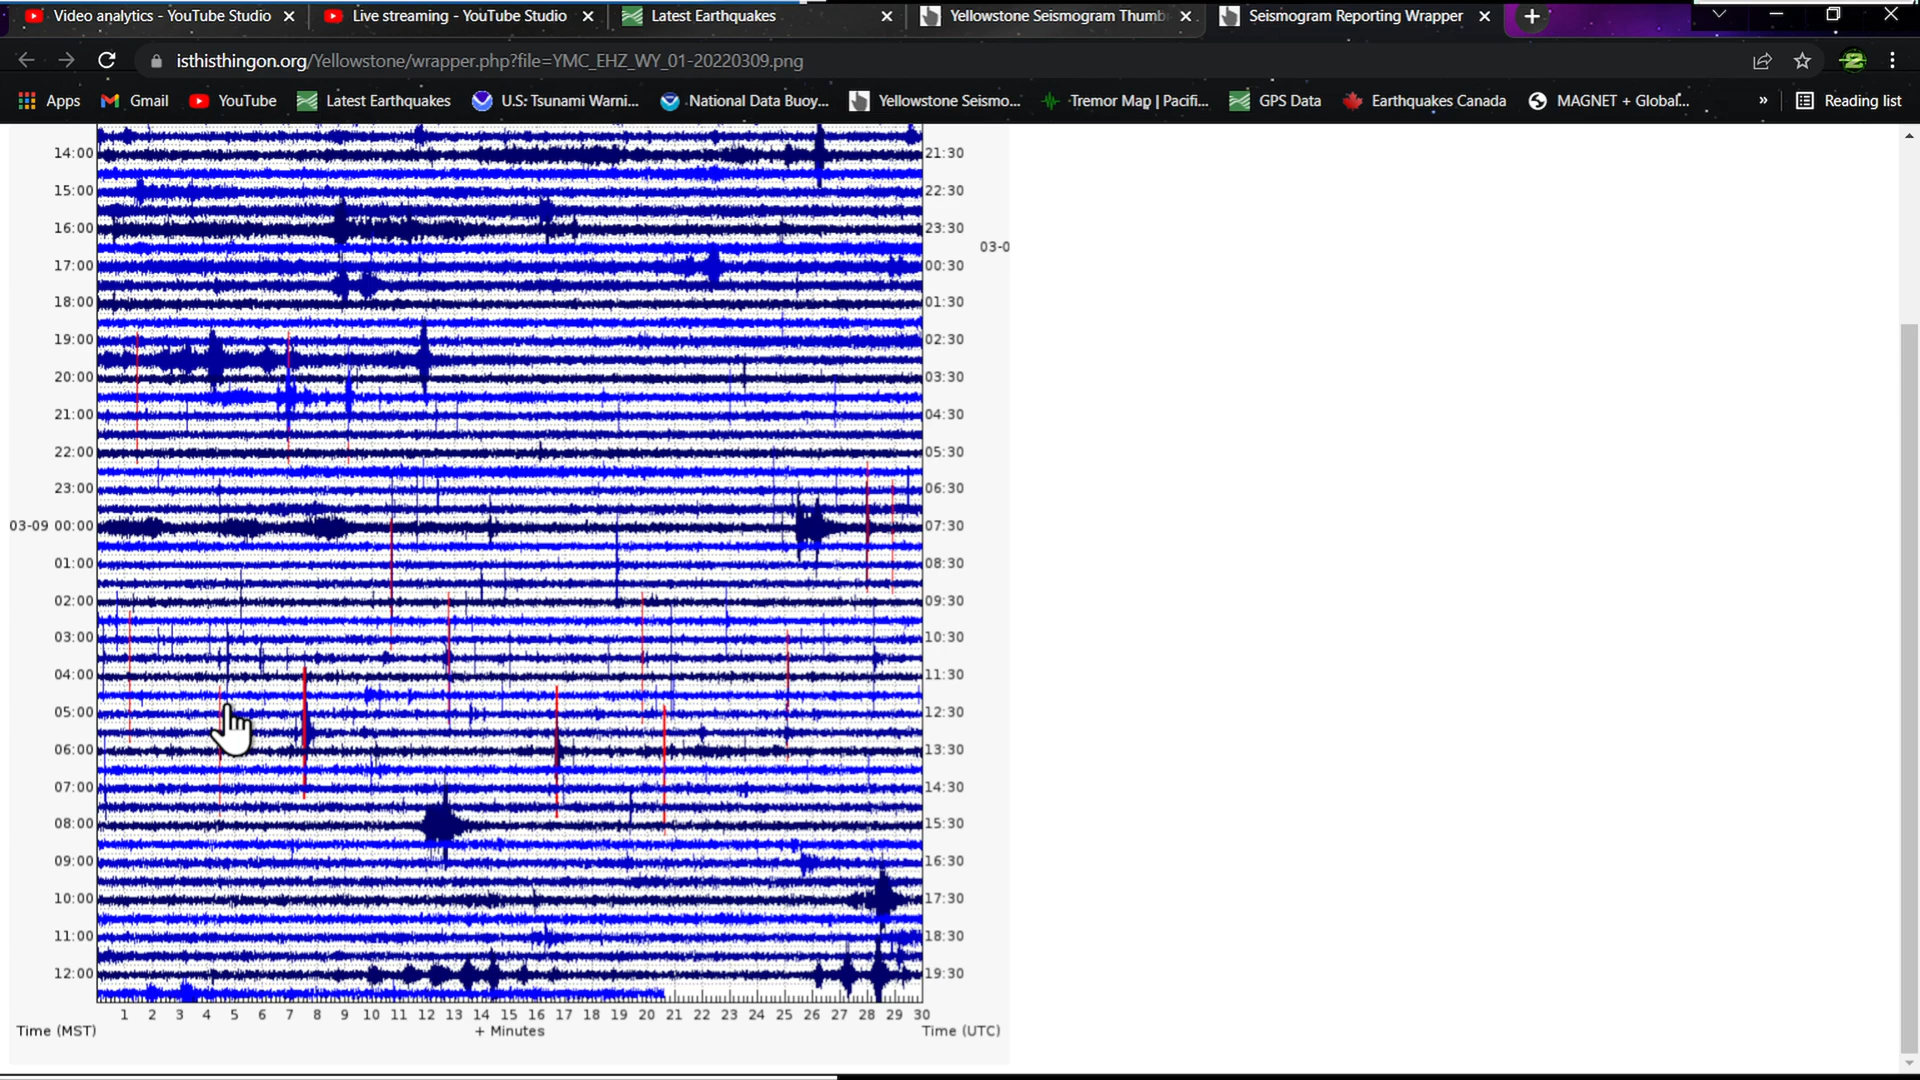 Video analytics - YouTube Studio
Live streaming - YouTube Studio
Latest Earthquakes
Yellowstone Seismogram Thumb
Seismogram Reporting Wrapper
isthisthingon.org/Yellowstone/wrapper.php?file=YMC_EHZ_WY_01-20220309.png
Apps
Gmail
YouTube
Latest Earthquakes
U.S. Tsunami Warni...
National Data Buoy...
Yellowstone Seismo...
Tremor Map | Pacifi...
GPS Data
Earthquakes Canada
MAGNET + Global...
»
Reading list
14:00 21:30
15:00 22:30
16:00 23:30
03-0
17:00 00:30
18:00 01:30
19:00 02:30
20:00 03:30
21:00 04:30
22:00 05:30
23:00 06:30
03-09 00:00 07:30
01:00 08:30
02:00 09:30
03:00 10:30
04:00 11:30
05:00 12:30
06:00 13:30
07:00 14:30
08:00 15:30
09:00 16:30
10:00 17:30
11:00 18:30
12:00 19:30
1 2 3 4 5 6 7 8 9 10 11 12 13 14 15 16 17 18 19 20 21 22 23 24 25 26 27 28 29 30
Time (MST) + Minutes Time (UTC)